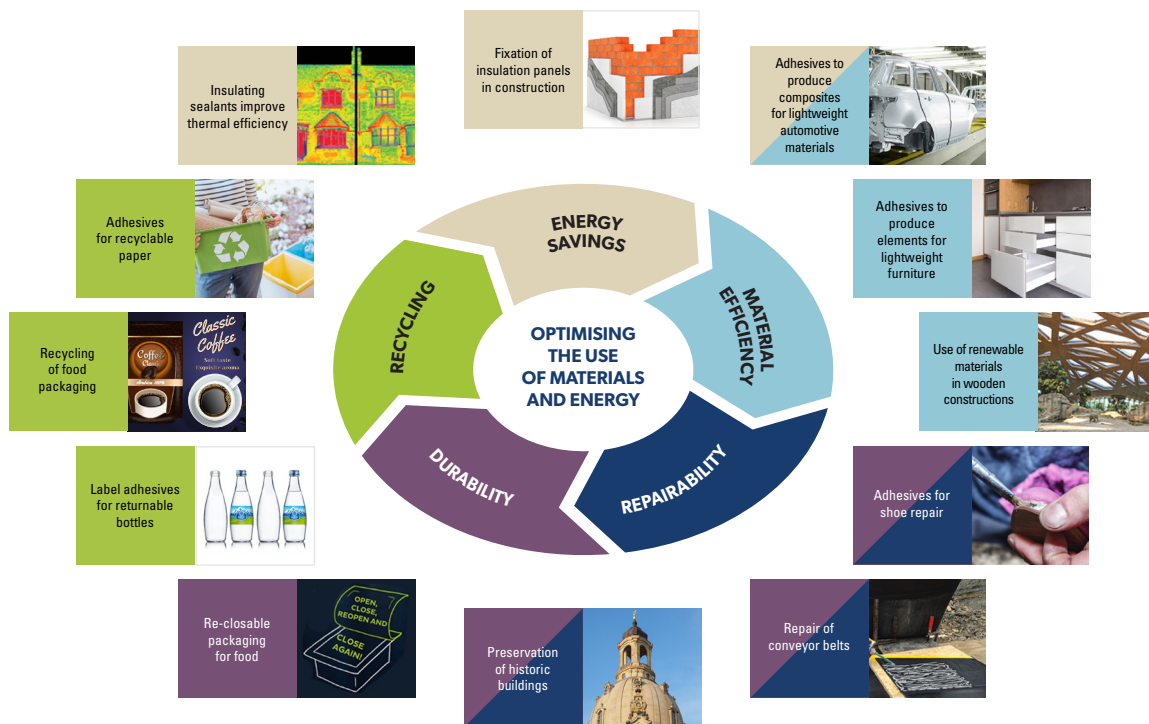 Fixation of
insulation panels
in construction
Insulating
sealants improve
thermal efficiency
Adhesives to
produce
composites
for lightweight
automotive
materials
Adhesives
for recyclable
paper
Adhesives to
produce
elements for
lightweight
furniture
ENERGY
SAVINGS
RECYCLING
MATERIAL
EFFICIENCY
OPTIMISING
THE USE
OF MATERIALS
AND ENERGY
DURABILITY
REPAIRABILITY
Recycling
of food
packaging
Coffee
Classic
Classic
Coffee
Soft taste
Exquisite aroma
Use of renewable
materials
in wooden
constructions
Label adhesives
for returnable
bottles
Adhesives for
shoe repair
Re-closable
packaging
for food
OPEN,
CLOSE,
REOPEN AND
CLOSE
AGAIN!
Preservation
of historic
buildings
Repair of
conveyor belts